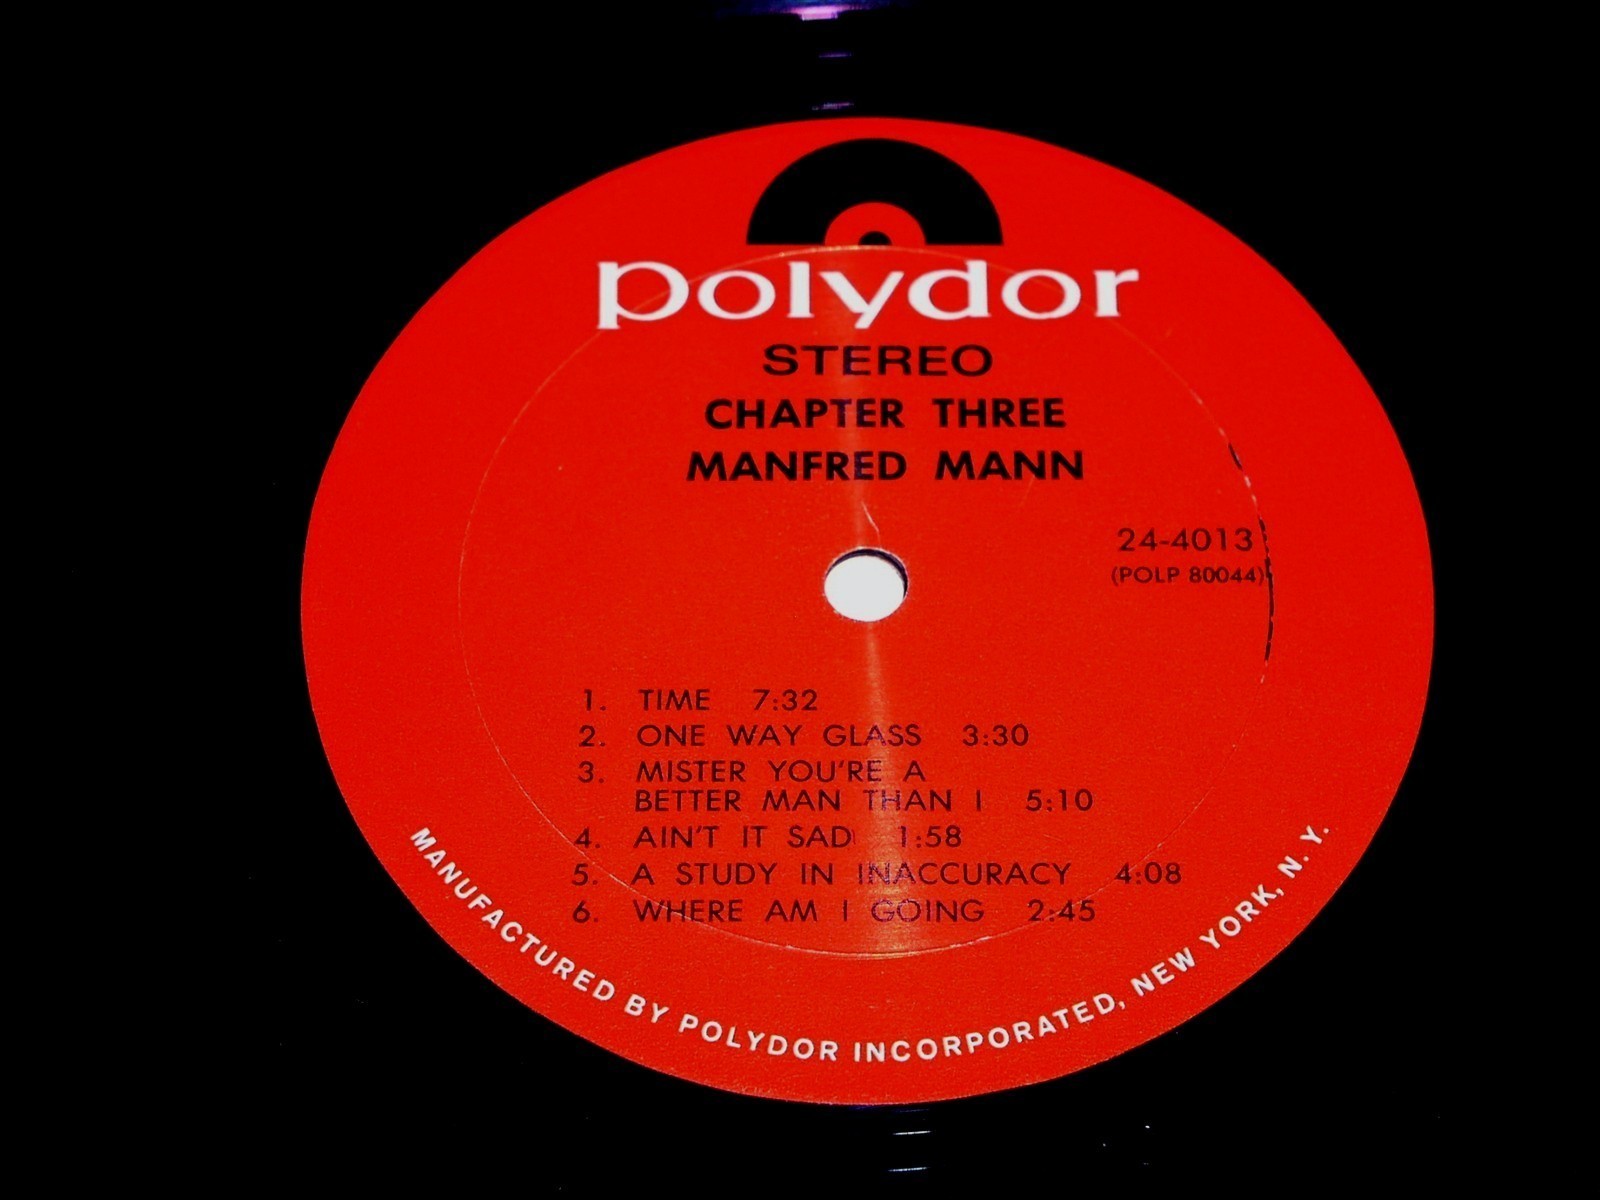 polydor
STEREO
CHAPTER THREE
MANFRED MANN
24-4013
(POLP 80044)
1. TIME 7:32
2. ONE WAY GLASS 3:30
3. MISTER YOU'RE A
BETTER MAN THAN I 5:10
4. AIN'T IT SAD 1:58
5. A STUDY IN INACCURACY 4:08
6. WHERE AM I GOING 2:45
MANUFACTURED BY POLYDOR INCORPORATED, NEW YORK, N. Y.